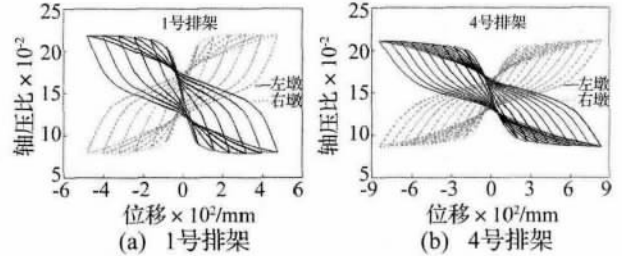 1号排架
轴压比×10⁻²
25
20
15
10
5
左墩
右墩
-6 -4 -2 0 2 4 6
位移×10²/mm
(a) 1号排架
4号排架
轴压比×10⁻²
25
20
15
10
5
左墩
右墩
-9 -6 -3 0 3 6 9
位移×10²/mm
(b) 4号排架